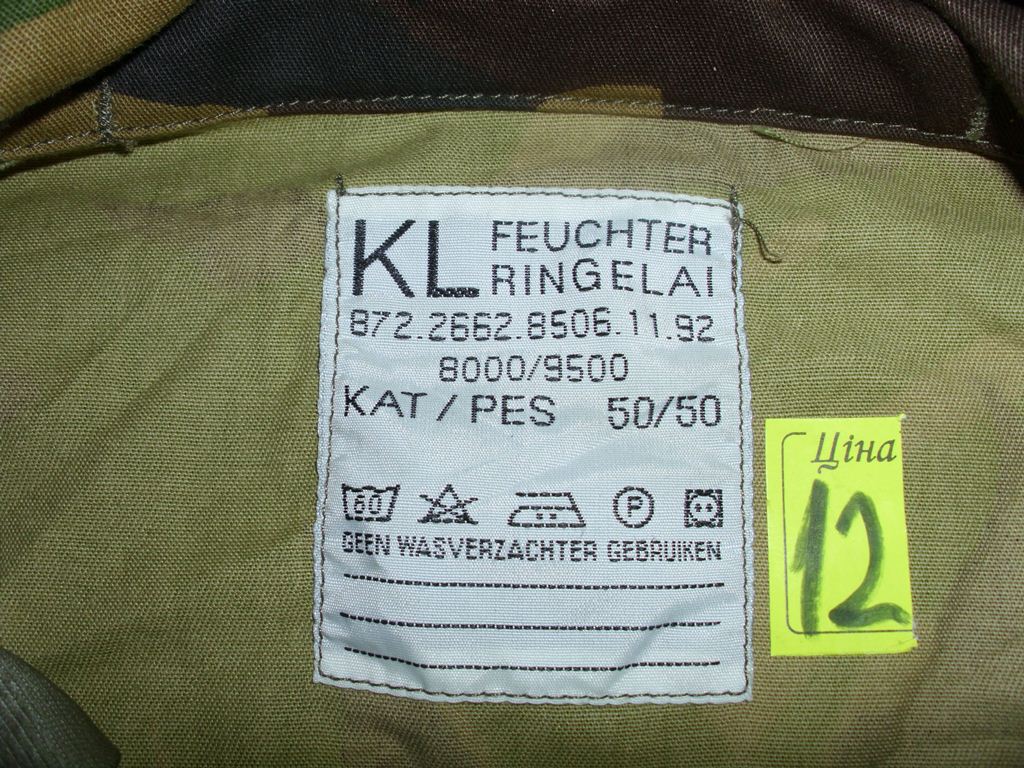 KL FEUCHTER
RINGELAI
872.2662.8506.11.92
8000/9500
KAT / PES 50/50
60 P
GEEN WASVERZACHTER GEBRUIKEN
Ціна
12